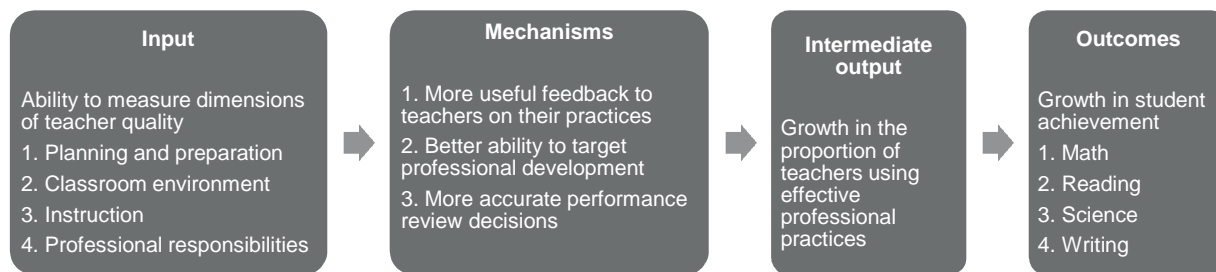 Input
Ability to measure dimensions
of teacher quality
1. Planning and preparation
2. Classroom environment
3. Instruction
4. Professional responsibilities
Mechanisms
1. More useful feedback to
teachers on their practices
2. Better ability to target
professional development
3. More accurate performance
review decisions
Intermediate
output
Growth in the
proportion of
teachers using
effective
professional
practices
Outcomes
Growth in student
achievement
1. Math
2. Reading
3. Science
4. Writing